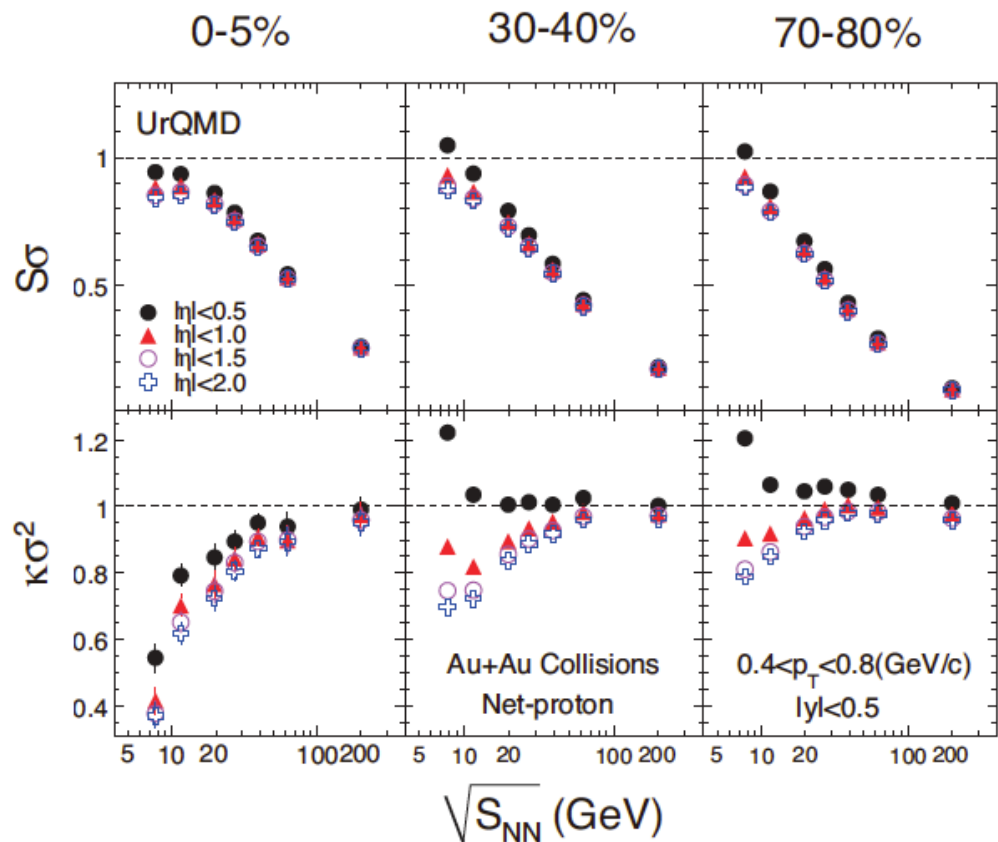 0-5% 30-40% 70-80%
UrQMD
1
0.5
Sσ
|η|<0.5
|η|<1.0
|η|<1.5
|η|<2.0
1.2
1.0
0.8
0.6
0.4
κσ²
Au+Au Collisions
Net-proton
0.4<p_T<0.8(GeV/c)
|y|<0.5
5 10 20 100 200 5 10 20 100 200 5 10 20 100 200
√S_NN (GeV)